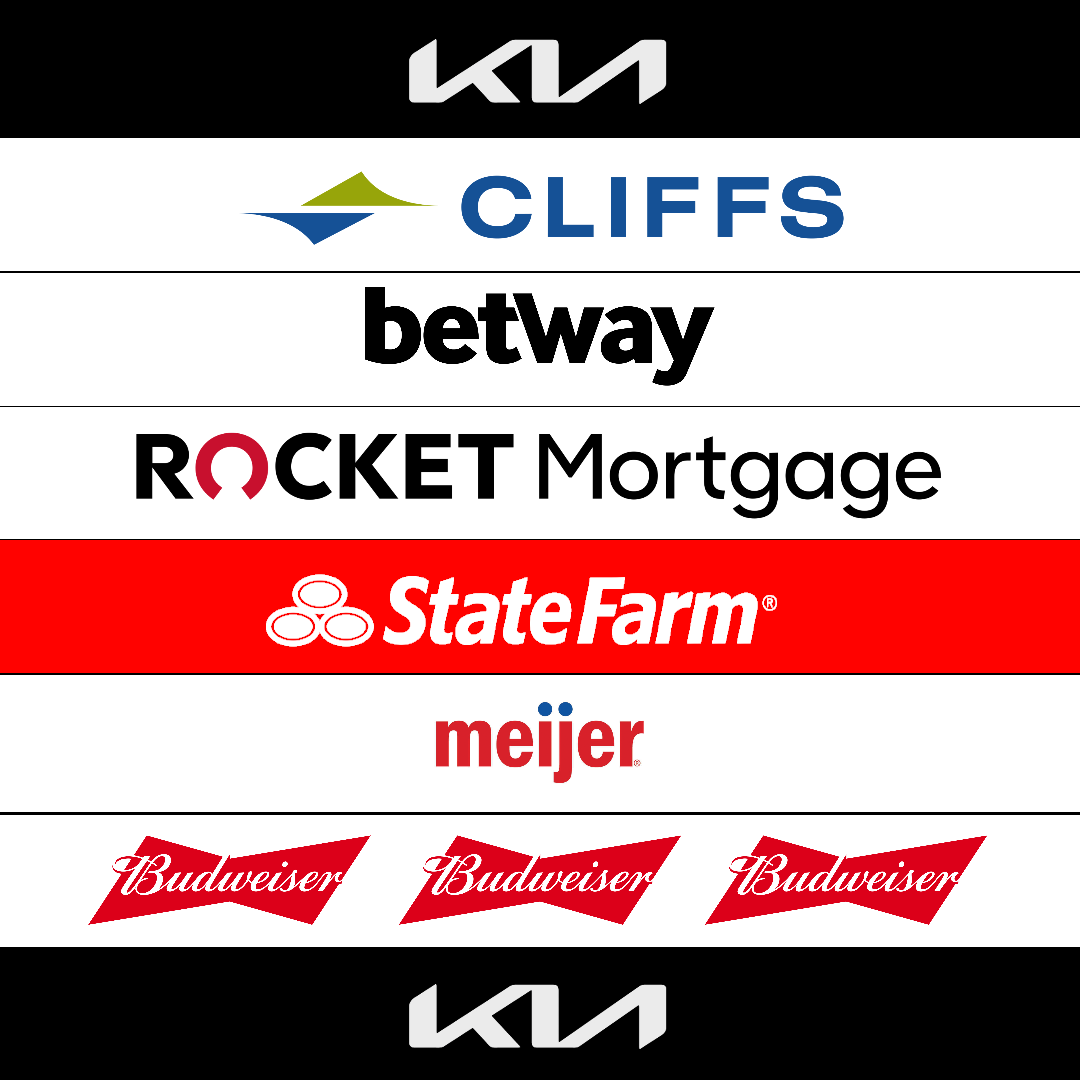 KIA
CLIFFS
betway
ROCKET Mortgage
StateFarm®
meijer®
Budweiser Budweiser Budweiser
KIA